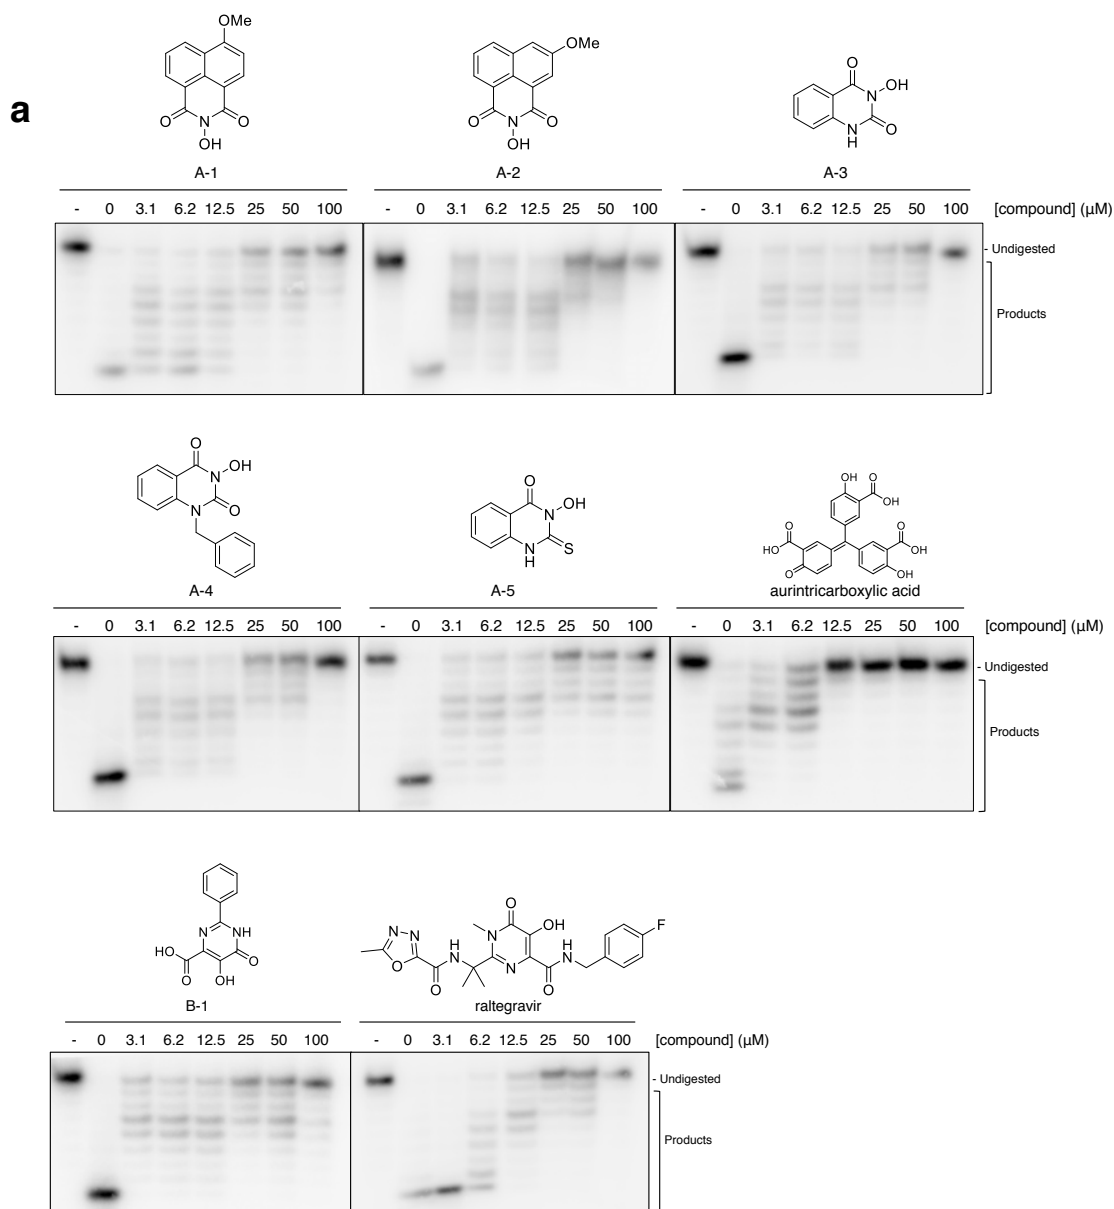 a
OMe
O
N
O
OH
A-1
OMe
O
N
O
OH
A-2
O
OH
N
N
H
O
A-3
- 0 3.1 6.2 12.5 25 50 100
- 0 3.1 6.2 12.5 25 50 100
- 0 3.1 6.2 12.5 25 50 100
[compound] (μM)
- Undigested
Products
O
OH
N
N
O
A-4
O
OH
N
N
H
S
A-5
OH
O
OH
O
HO
O
O
OH
OH
aurintricarboxylic acid
- 0 3.1 6.2 12.5 25 50 100
- 0 3.1 6.2 12.5 25 50 100
- 0 3.1 6.2 12.5 25 50 100
[compound] (μM)
- Undigested
Products
N
NH
HO
O
O
OH
B-1
N
N
O
O
H
N
N
N
O
OH
H
N
O
F
raltegravir
- 0 3.1 6.2 12.5 25 50 100
- 0 3.1 6.2 12.5 25 50 100
[compound] (μM)
- Undigested
Products